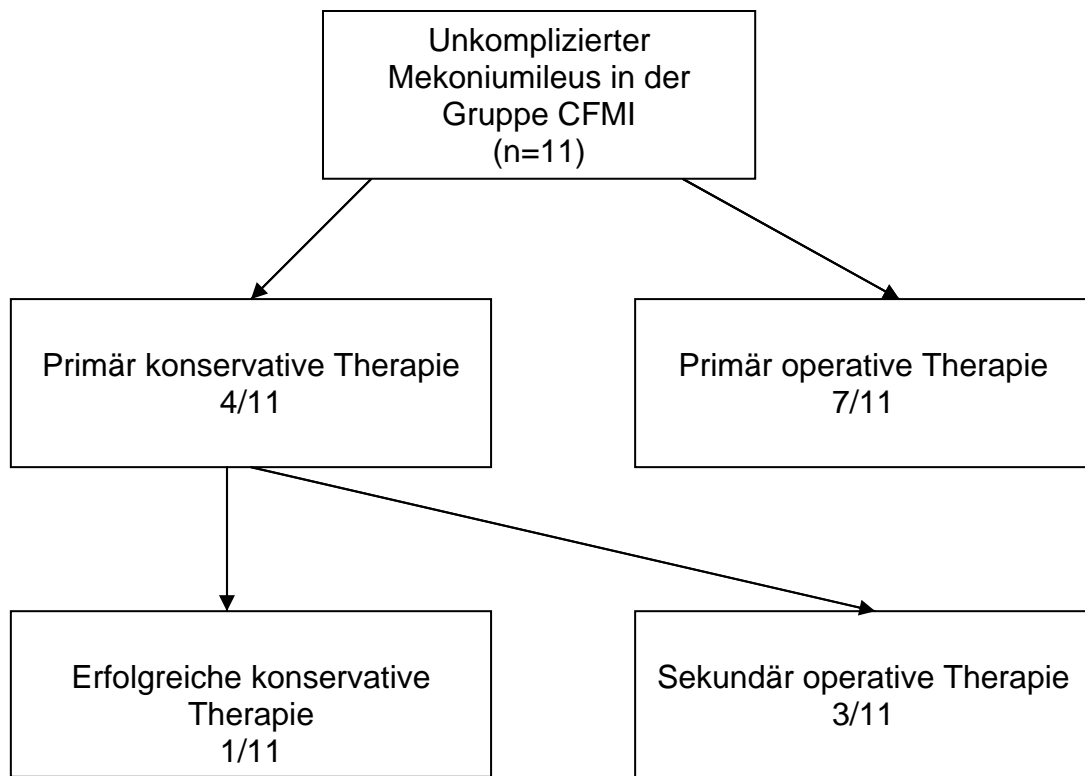 Unkomplizierter
Mekoniumileus in der
Gruppe CFMI
(n=11)
Primär konservative Therapie
4/11
Primär operative Therapie
7/11
Erfolgreiche konservative
Therapie
1/11
Sekundär operative Therapie
3/11